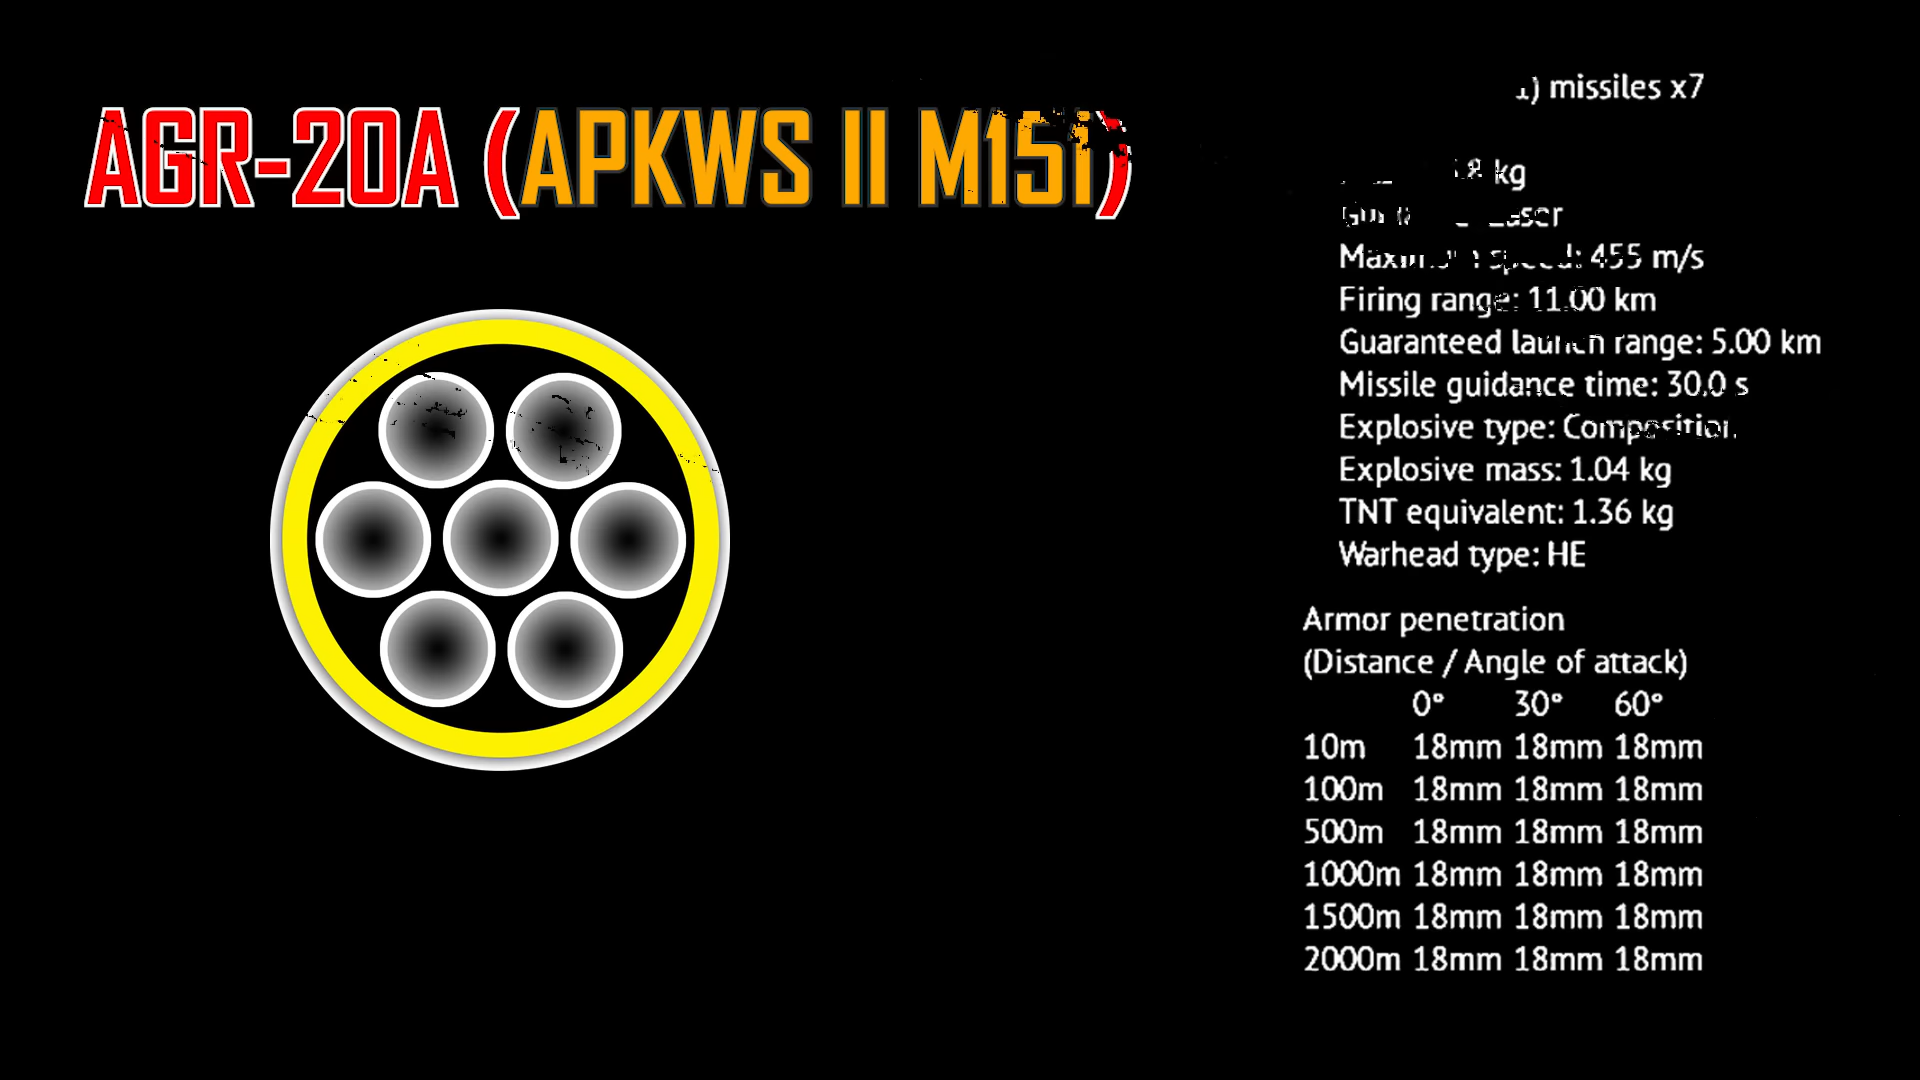 AGR-20A (APKWS II M151)
missiles x7
kg
Laser
Maximum speed: 455 m/s
Firing range: 11.00 km
Guaranteed launch range: 5.00 km
Missile guidance time: 30.0 s
Explosive type: Composition
Explosive mass: 1.04 kg
TNT equivalent: 1.36 kg
Warhead type: HE
Armor penetration
(Distance / Angle of attack)
0° 30° 60°
10m 18mm 18mm 18mm
100m 18mm 18mm 18mm
500m 18mm 18mm 18mm
1000m 18mm 18mm 18mm
1500m 18mm 18mm 18mm
2000m 18mm 18mm 18mm